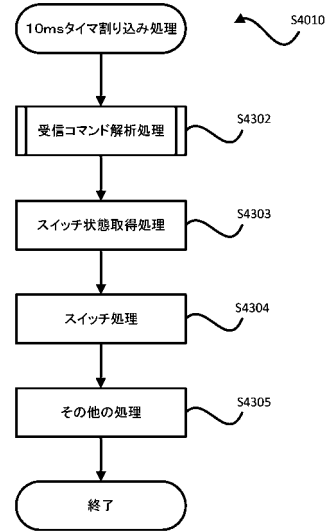 10msタイマ割り込み処理
S4010
受信コマンド解析処理
S4302
スイッチ状態取得処理
S4303
スイッチ処理
S4304
その他の処理
S4305
終了